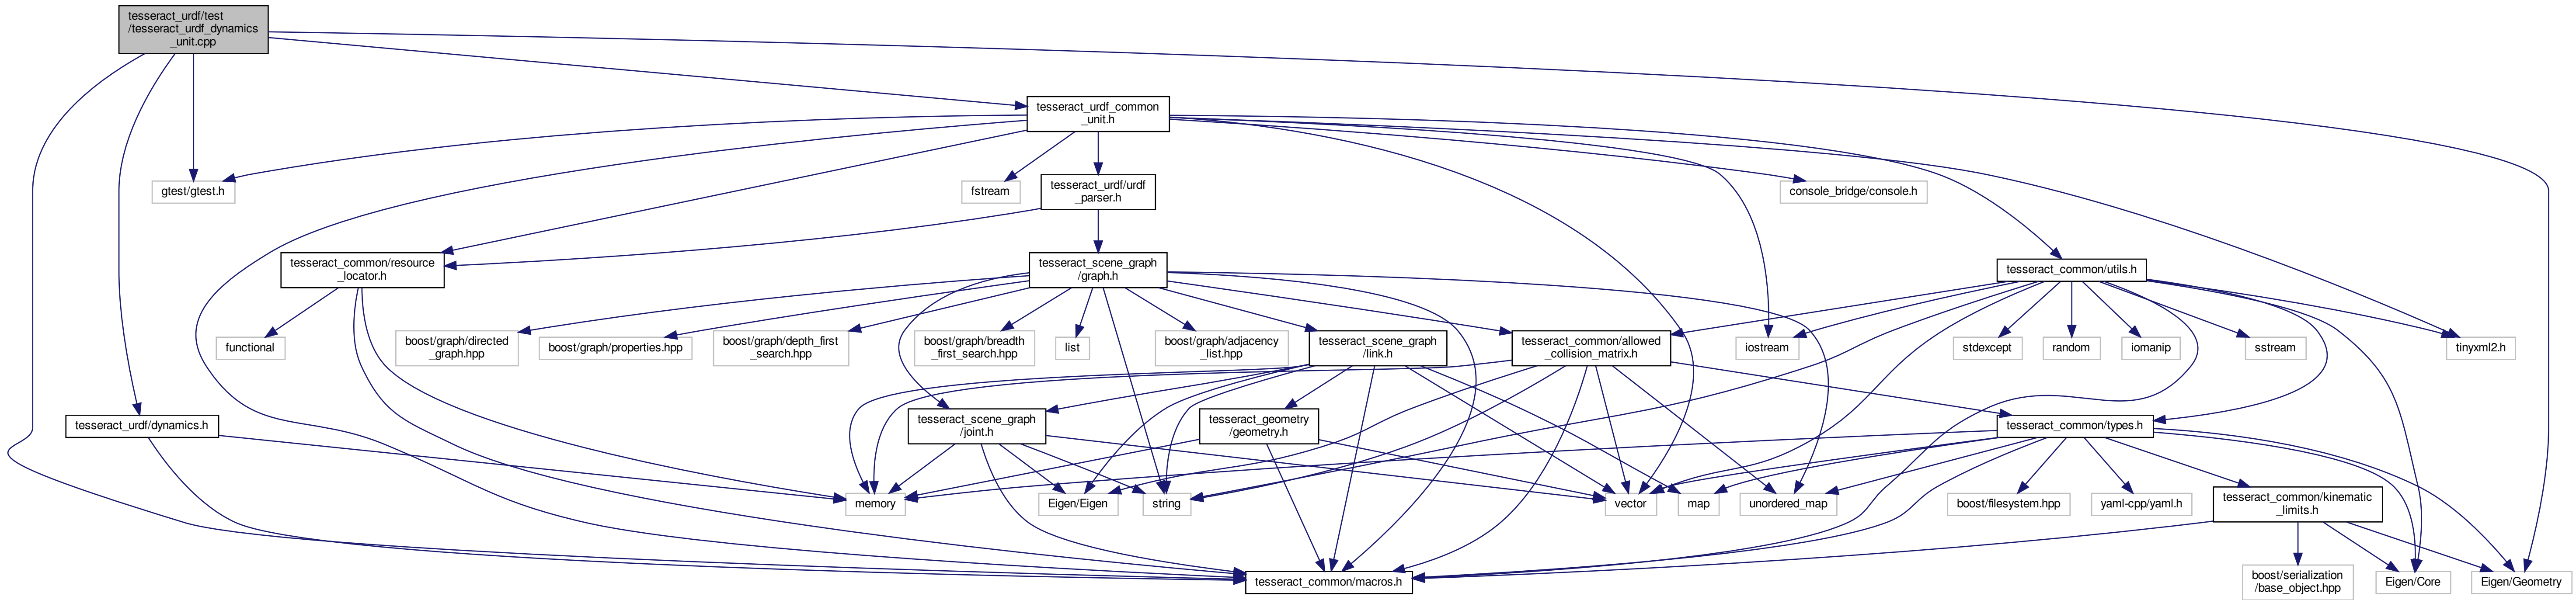 tesseract_urdf/test
/tesseract_urdf_dynamics
_unit.cpp
tesseract_urdf_common
_unit.h
gtest/gtest.h
fstream
tesseract_urdf/urdf
_parser.h
console_bridge/console.h
tesseract_common/resource
_locator.h
tesseract_scene_graph
/graph.h
tesseract_common/utils.h
functional
boost/graph/directed
_graph.hpp
boost/graph/properties.hpp
boost/graph/depth_first
_search.hpp
boost/graph/breadth
_first_search.hpp
list
boost/graph/adjacency
_list.hpp
tesseract_scene_graph
/link.h
tesseract_common/allowed
_collision_matrix.h
iostream
stdexcept
random
iomanip
sstream
tinyxml2.h
tesseract_urdf/dynamics.h
tesseract_scene_graph
/joint.h
tesseract_geometry
/geometry.h
tesseract_common/types.h
memory
Eigen/Eigen
string
vector
map
unordered_map
boost/filesystem.hpp
yaml-cpp/yaml.h
tesseract_common/kinematic
_limits.h
tesseract_common/macros.h
boost/serialization
/base_object.hpp
Eigen/Core
Eigen/Geometry